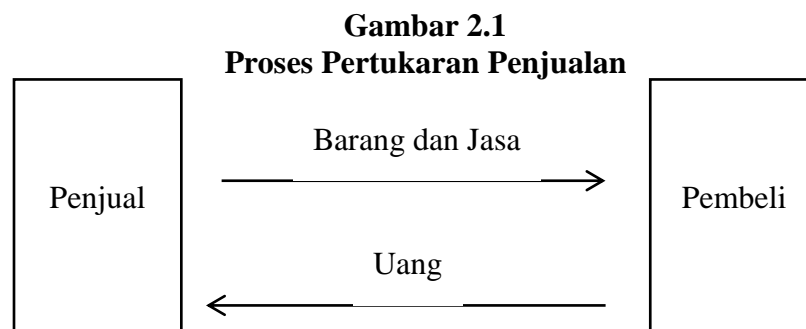 Gambar 2.1
Proses Pertukaran Penjualan
Barang dan Jasa
Penjual
Pembeli
Uang